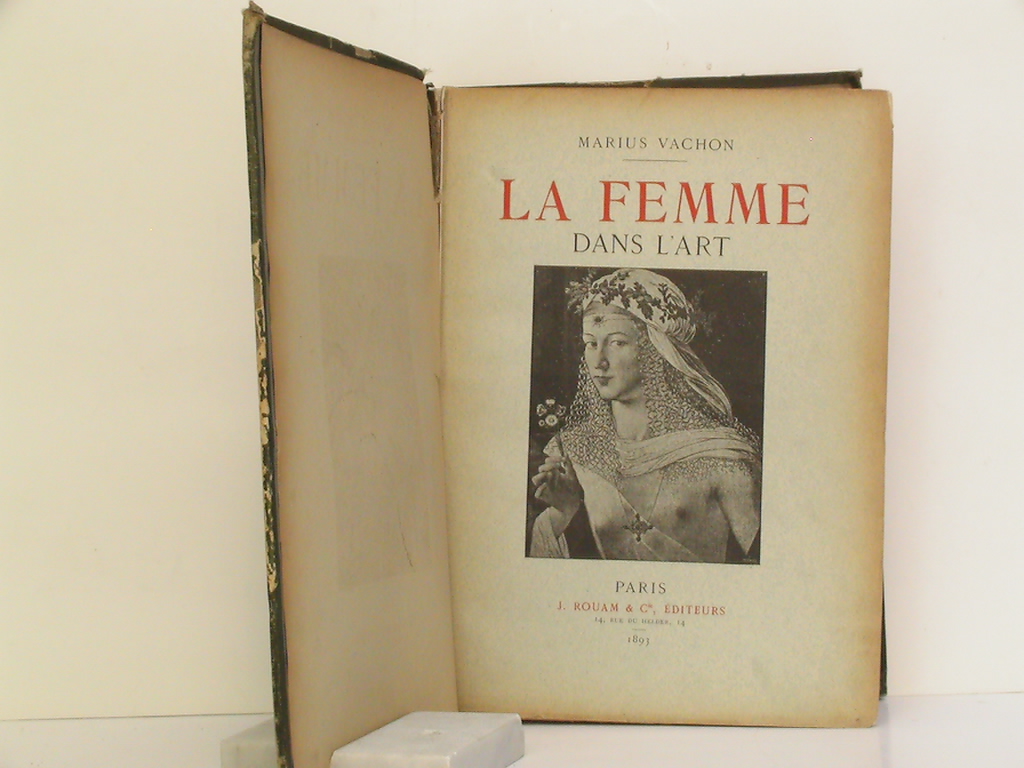 MARIUS VACHON
LA FEMME
DANS L'ART
PARIS
J. ROUAM & Cie, ÉDITEURS
14, RUE DU HELDER, 14
1893